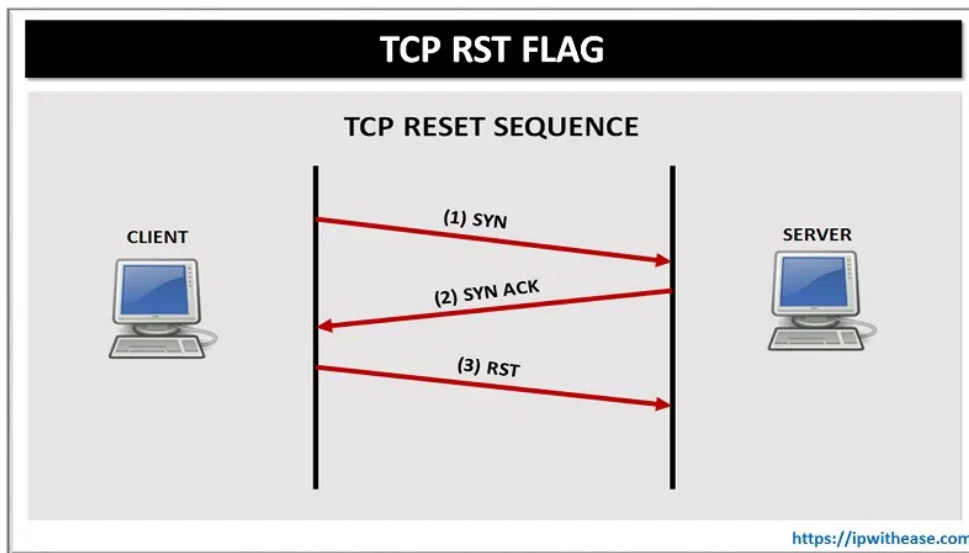 TCP RST FLAG
TCP RESET SEQUENCE
(1) SYN
CLIENT
SERVER
(2) SYN ACK
(3) RST
https://ipwithease.com